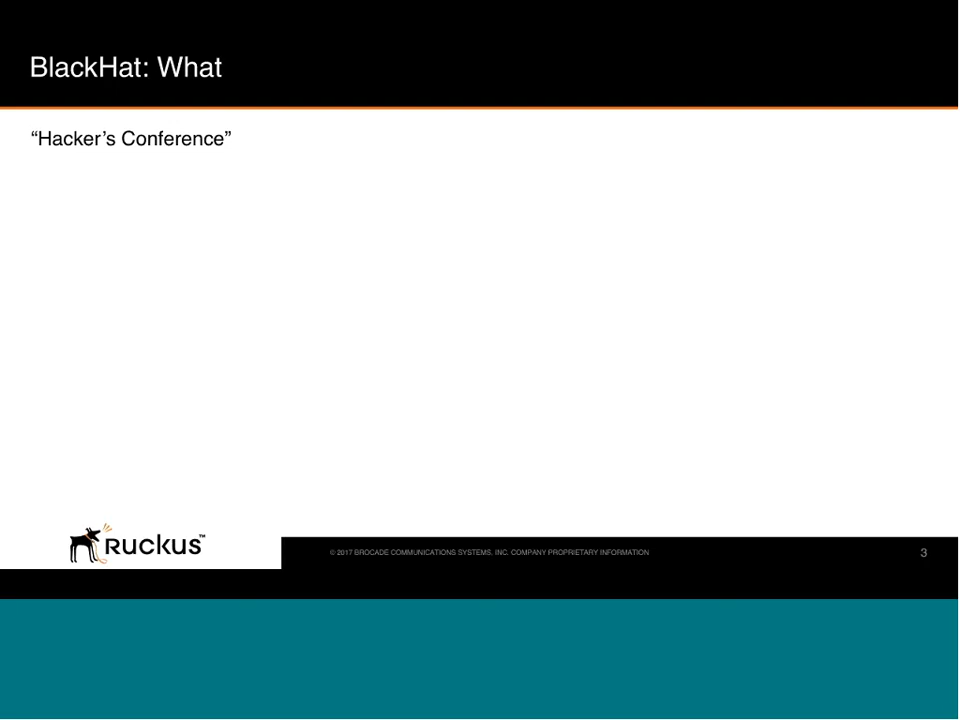 BlackHat: What
“Hacker’s Conference”
RUCKUS™
© 2017 BROCADE COMMUNICATIONS SYSTEMS, INC. COMPANY PROPRIETARY INFORMATION
3